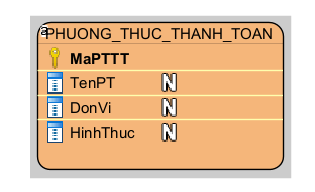 PHUONG_THUC_THANH_TOAN
MaPTTT
TenPT N
DonVi N
HinhThuc N